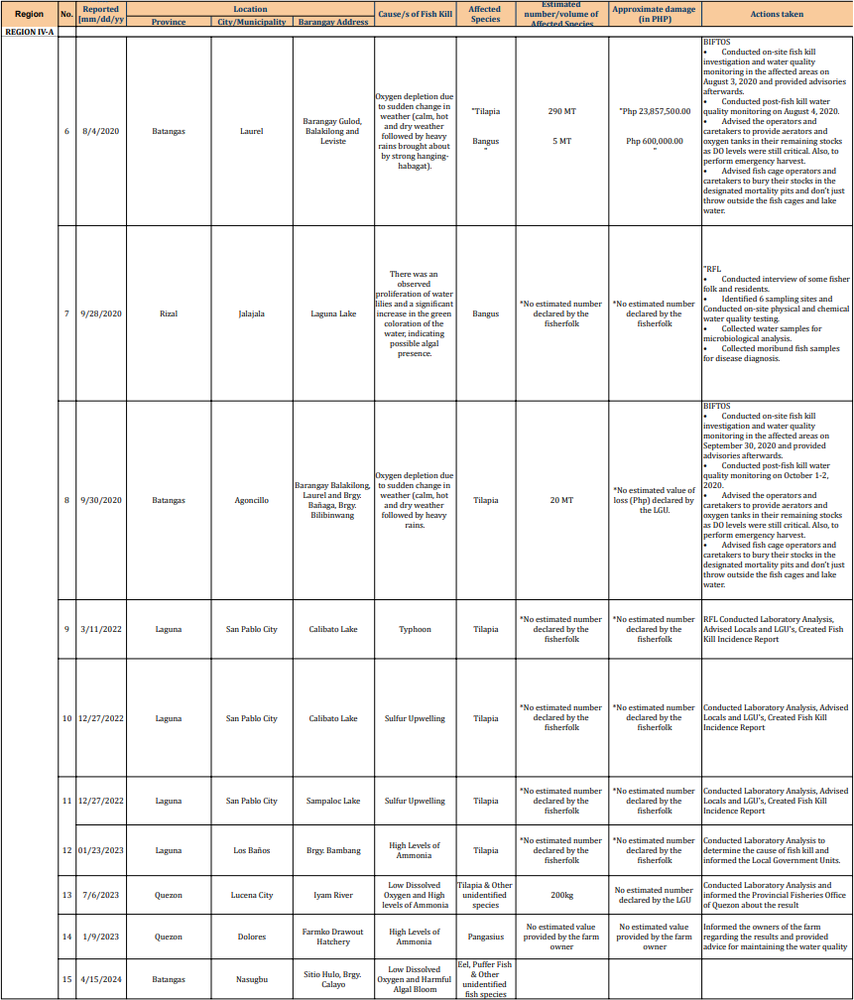 Region
No.
Reported
[mm/dd/yy
Location
Province
City/Municipality
Barangay Address
Cause/s of Fish Kill
Affected
Species
Estimated
number/volume of
Affected Species
Approximate damage
(in PHP)
Actions taken
REGION IV-A
6
8/4/2020
Batangas
Laurel
Barangay Gulod,
Balakilong and
Leviste
Oxygen depletion due
to sudden change in
weather (calm, hot
and dry weather
followed by heavy
rains brought about
by strong hanging-
habagat).
"Tilapia
Bangus
"
290 MT
5 MT
"Php 23,857,500.00
Php 600,000.00
"
BIFTOS
• Conducted on-site fish kill
investigation and water quality
monitoring in the affected areas on
August 3, 2020 and provided advisories
afterwards.
• Conducted post-fish kill water
quality monitoring on August 4, 2020.
• Advised the operators and
caretakers to provide aerators and
oxygen tanks in their remaining stocks
as DO levels were still critical. Also, to
perform emergency harvest.
• Advised fish cage operators and
caretakers to bury their stocks in the
designated mortality pits and don't just
throw outside the fish cages and lake
water.
7
9/28/2020
Rizal
Jalajala
Laguna Lake
There was an
observed
proliferation of water
lilies and a significant
increase in the green
coloration of the
water, indicating
possible algal
presence.
Bangus
*No estimated number
declared by the
fisherfolk
*No estimated number
declared by the
fisherfolk
"RFL
• Conducted interview of some fisher
folk and residents.
• Identified 6 sampling sites and
Conducted on-site physical and chemical
water quality testing.
• Collected water samples for
microbiological analysis.
• Collected moribund fish samples
for disease diagnosis.
8
9/30/2020
Batangas
Agoncillo
Barangay Balakilong,
Laurel and Brgy.
Bañaga, Brgy.
Bilibinwang
Oxygen depletion due
to sudden change in
weather (calm, hot
and dry weather
followed by heavy
rains.
Tilapia
20 MT
*No estimated value of
loss (Php) declared by
the LGU.
BIFTOS
• Conducted on-site fish kill
investigation and water quality
monitoring in the affected areas on
September 30, 2020 and provided
advisories afterwards.
• Conducted post-fish kill water
quality monitoring on October 1-2,
2020.
• Advised the operators and
caretakers to provide aerators and
oxygen tanks in their remaining stocks
as DO levels were still critical. Also, to
perform emergency harvest.
• Advised fish cage operators and
caretakers to bury their stocks in the
designated mortality pits and don't just
throw outside the fish cages and lake
water.
9
3/11/2022
Laguna
San Pablo City
Calibato Lake
Typhoon
Tilapia
*No estimated number
declared by the
fisherfolk
*No estimated number
declared by the
fisherfolk
RFL Conducted Laboratory Analysis,
Advised Locals and LGU's, Created Fish
Kill Incidence Report
10
12/27/2022
Laguna
San Pablo City
Calibato Lake
Sulfur Upwelling
Tilapia
*No estimated number
declared by the
fisherfolk
*No estimated number
declared by the
fisherfolk
Conducted Laboratory Analysis, Advised
Locals and LGU's, Created Fish Kill
Incidence Report
11
12/27/2022
Laguna
San Pablo City
Sampaloc Lake
Sulfur Upwelling
Tilapia
*No estimated number
declared by the
fisherfolk
*No estimated number
declared by the
fisherfolk
Conducted Laboratory Analysis, Advised
Locals and LGU's, Created Fish Kill
Incidence Report
12
01/23/2023
Laguna
Los Baños
Brgy. Bambang
High Levels of
Ammonia
Tilapia
*No estimated number
declared by the
fisherfolk
*No estimated number
declared by the
fisherfolk
Conducted Laboratory Analysis to
determine the cause of fish kill and
informed the Local Government Units.
13
7/6/2023
Quezon
Lucena City
Iyam River
Low Dissolved
Oxygen and High
levels of Ammonia
Tilapia & Other
unidentified
species
200kg
No estimated number
declared by the LGU
Conducted Laboratory Analysis and
informed the Provincial Fisheries Office
of Quezon about the result
14
1/9/2023
Quezon
Dolores
Farmko Drawout
Hatchery
High Levels of
Ammonia
Pangasius
No estimated value
provided by the farm
owner
No estimated value
provided by the farm
owner
Informed the owners of the farm
regarding the results and provided
advice for maintaining the water quality
15
4/15/2024
Batangas
Nasugbu
Sitio Hulo, Brgy.
Calayo
Low Dissolved
Oxygen and Harmful
Algal Bloom
Eel, Puffer Fish
& Other
unidentified
fish species